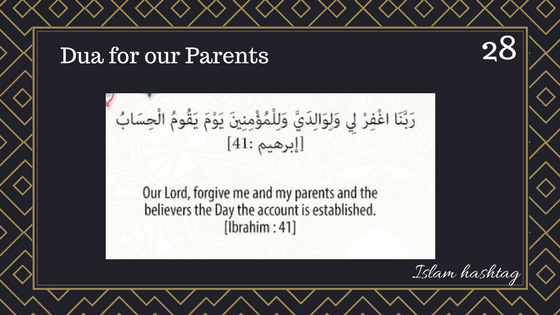 Dua for our Parents
28
رَبَّنَا اغْفِرْ لِي وَلِوَالِدَيَّ وَلِلْمُؤْمِنِينَ يَوْمَ يَقُومُ الْحِسَابُ
[إبرهيم :41]
Our Lord, forgive me and my parents and the
believers the Day the account is established.
[Ibrahim : 41]
Islam hashtag